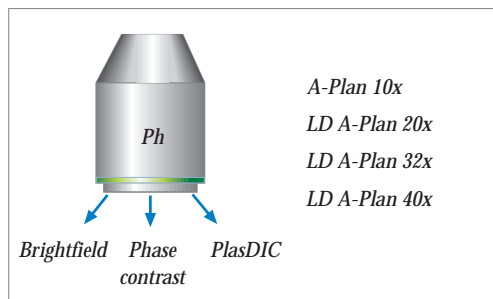 Ph
A-Plan 10x
LD A-Plan 20x
LD A-Plan 32x
LD A-Plan 40x
Brightfield
Phase
contrast
PlasDIC